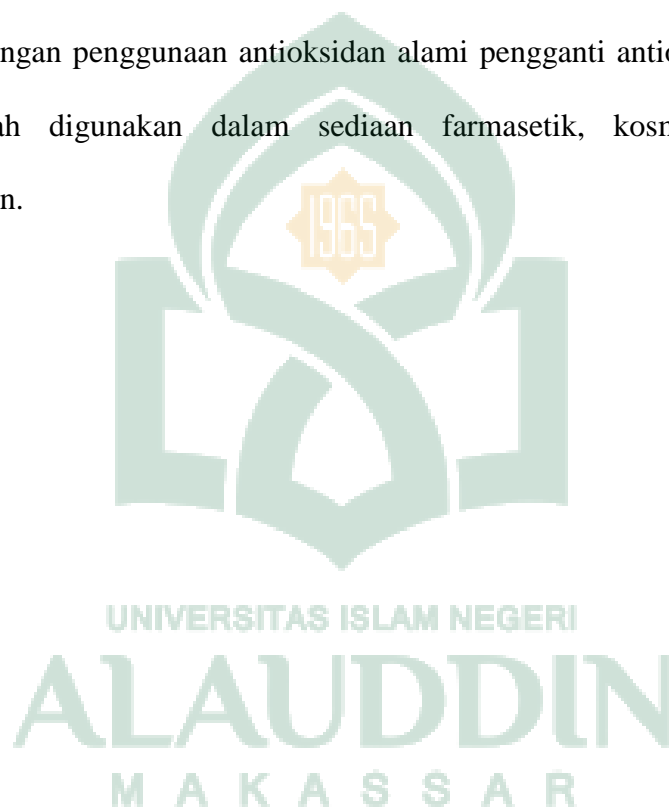 ngan penggunaan antioksidan alami pengganti antio
ah digunakan dalam sediaan farmasetik, kosm
n.
1965
UNIVERSITAS ISLAM NEGERI
ALAUDDIN
MAKASSAR